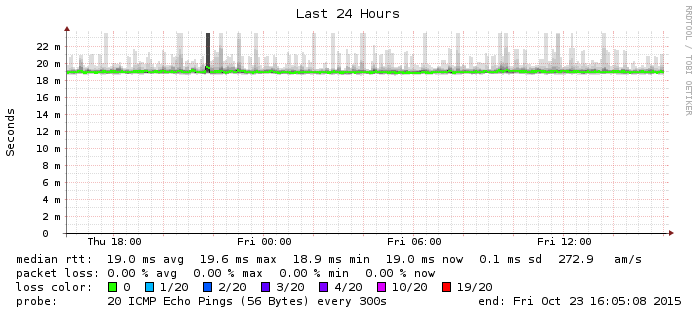 Last 24 Hours
RRDTOOL / TOBI OETIKER
Seconds
22 m
20 m
18 m
16 m
14 m
12 m
10 m
8 m
6 m
4 m
2 m
0
Thu 18:00 Fri 00:00 Fri 06:00 Fri 12:00
median rtt: 19.0 ms avg 19.6 ms max 18.9 ms min 19.0 ms now 0.1 ms sd 272.9 am/s
packet loss: 0.00 % avg 0.00 % max 0.00 % min 0.00 % now
loss color: 0 1/20 2/20 3/20 4/20 10/20 19/20
probe: 20 ICMP Echo Pings (56 Bytes) every 300s end: Fri Oct 23 16:05:08 2015